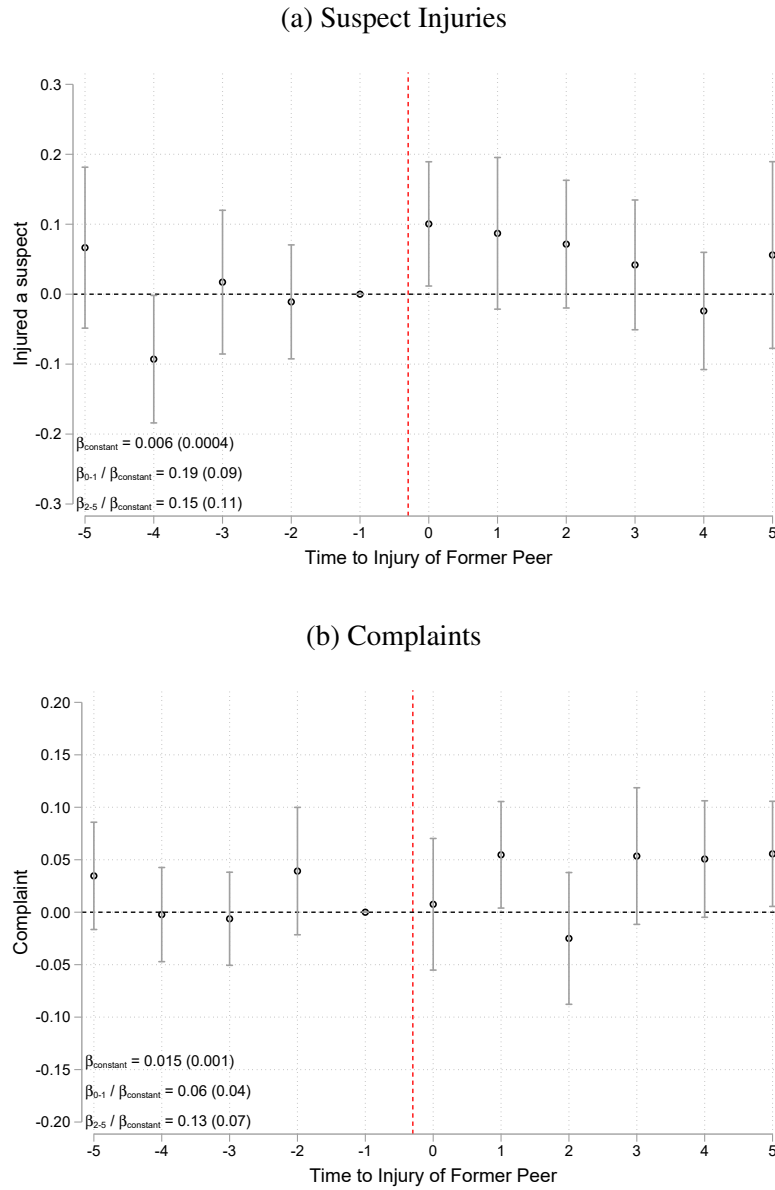 (a) Suspect Injuries
0.3
0.2
0.1
0.0
-0.1
-0.2
-0.3
Injured a suspect
βconstant = 0.006 (0.0004)
β0-1 / βconstant = 0.19 (0.09)
β2-5 / βconstant = 0.15 (0.11)
-5 -4 -3 -2 -1 0 1 2 3 4 5
Time to Injury of Former Peer
(b) Complaints
0.20
0.15
0.10
0.05
0.00
-0.05
-0.10
-0.15
-0.20
Complaint
βconstant = 0.015 (0.001)
β0-1 / βconstant = 0.06 (0.04)
β2-5 / βconstant = 0.13 (0.07)
-5 -4 -3 -2 -1 0 1 2 3 4 5
Time to Injury of Former Peer